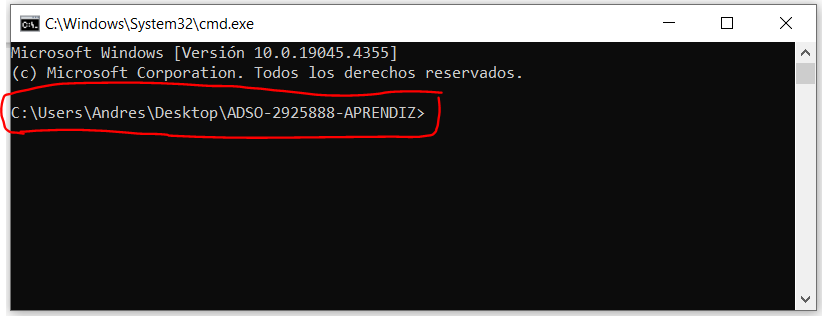 C:\Windows\System32\cmd.exe
Microsoft Windows [Versión 10.0.19045.4355]
(c) Microsoft Corporation. Todos los derechos reservados.
C:\Users\Andres\Desktop\ADSO-2925888-APRENDIZ>